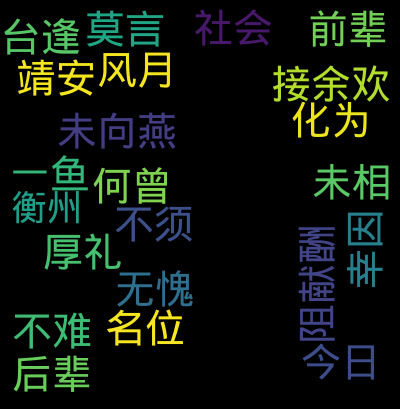 台逢
莫言
社会
前辈
靖安
风月
接余欢
化为
未向燕
一鱼
何曾
未相
衡州
不须
厚礼
幸因
阻献酬
无愧
不难
名位
今日
后辈